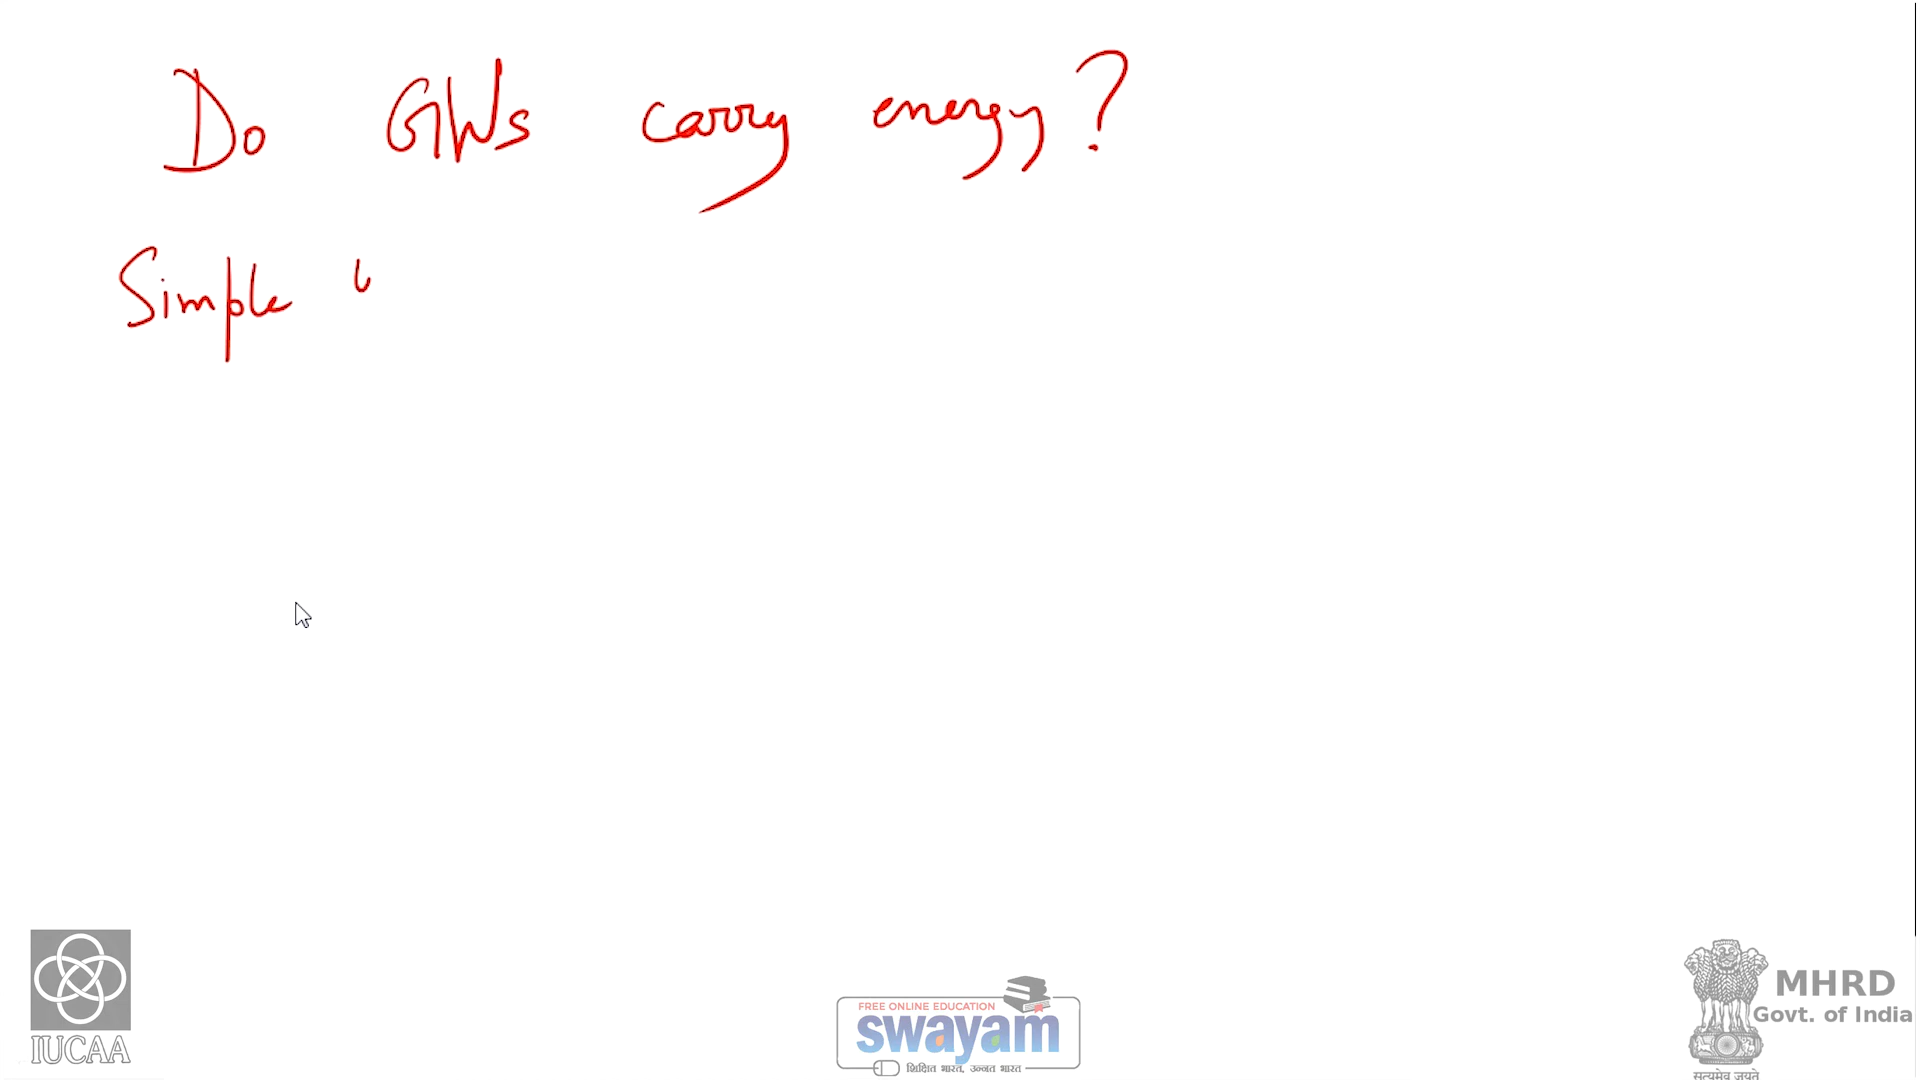 Do GWs carry energy?
Simple
IUCAA
FREE ONLINE EDUCATION
swayam
शिक्षित भारत, उन्नत भारत
MHRD
Govt. of India
सत्यमेव जयते